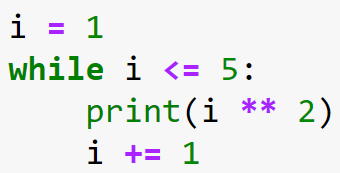 i = 1
while i <= 5:
    print(i ** 2)
    i += 1